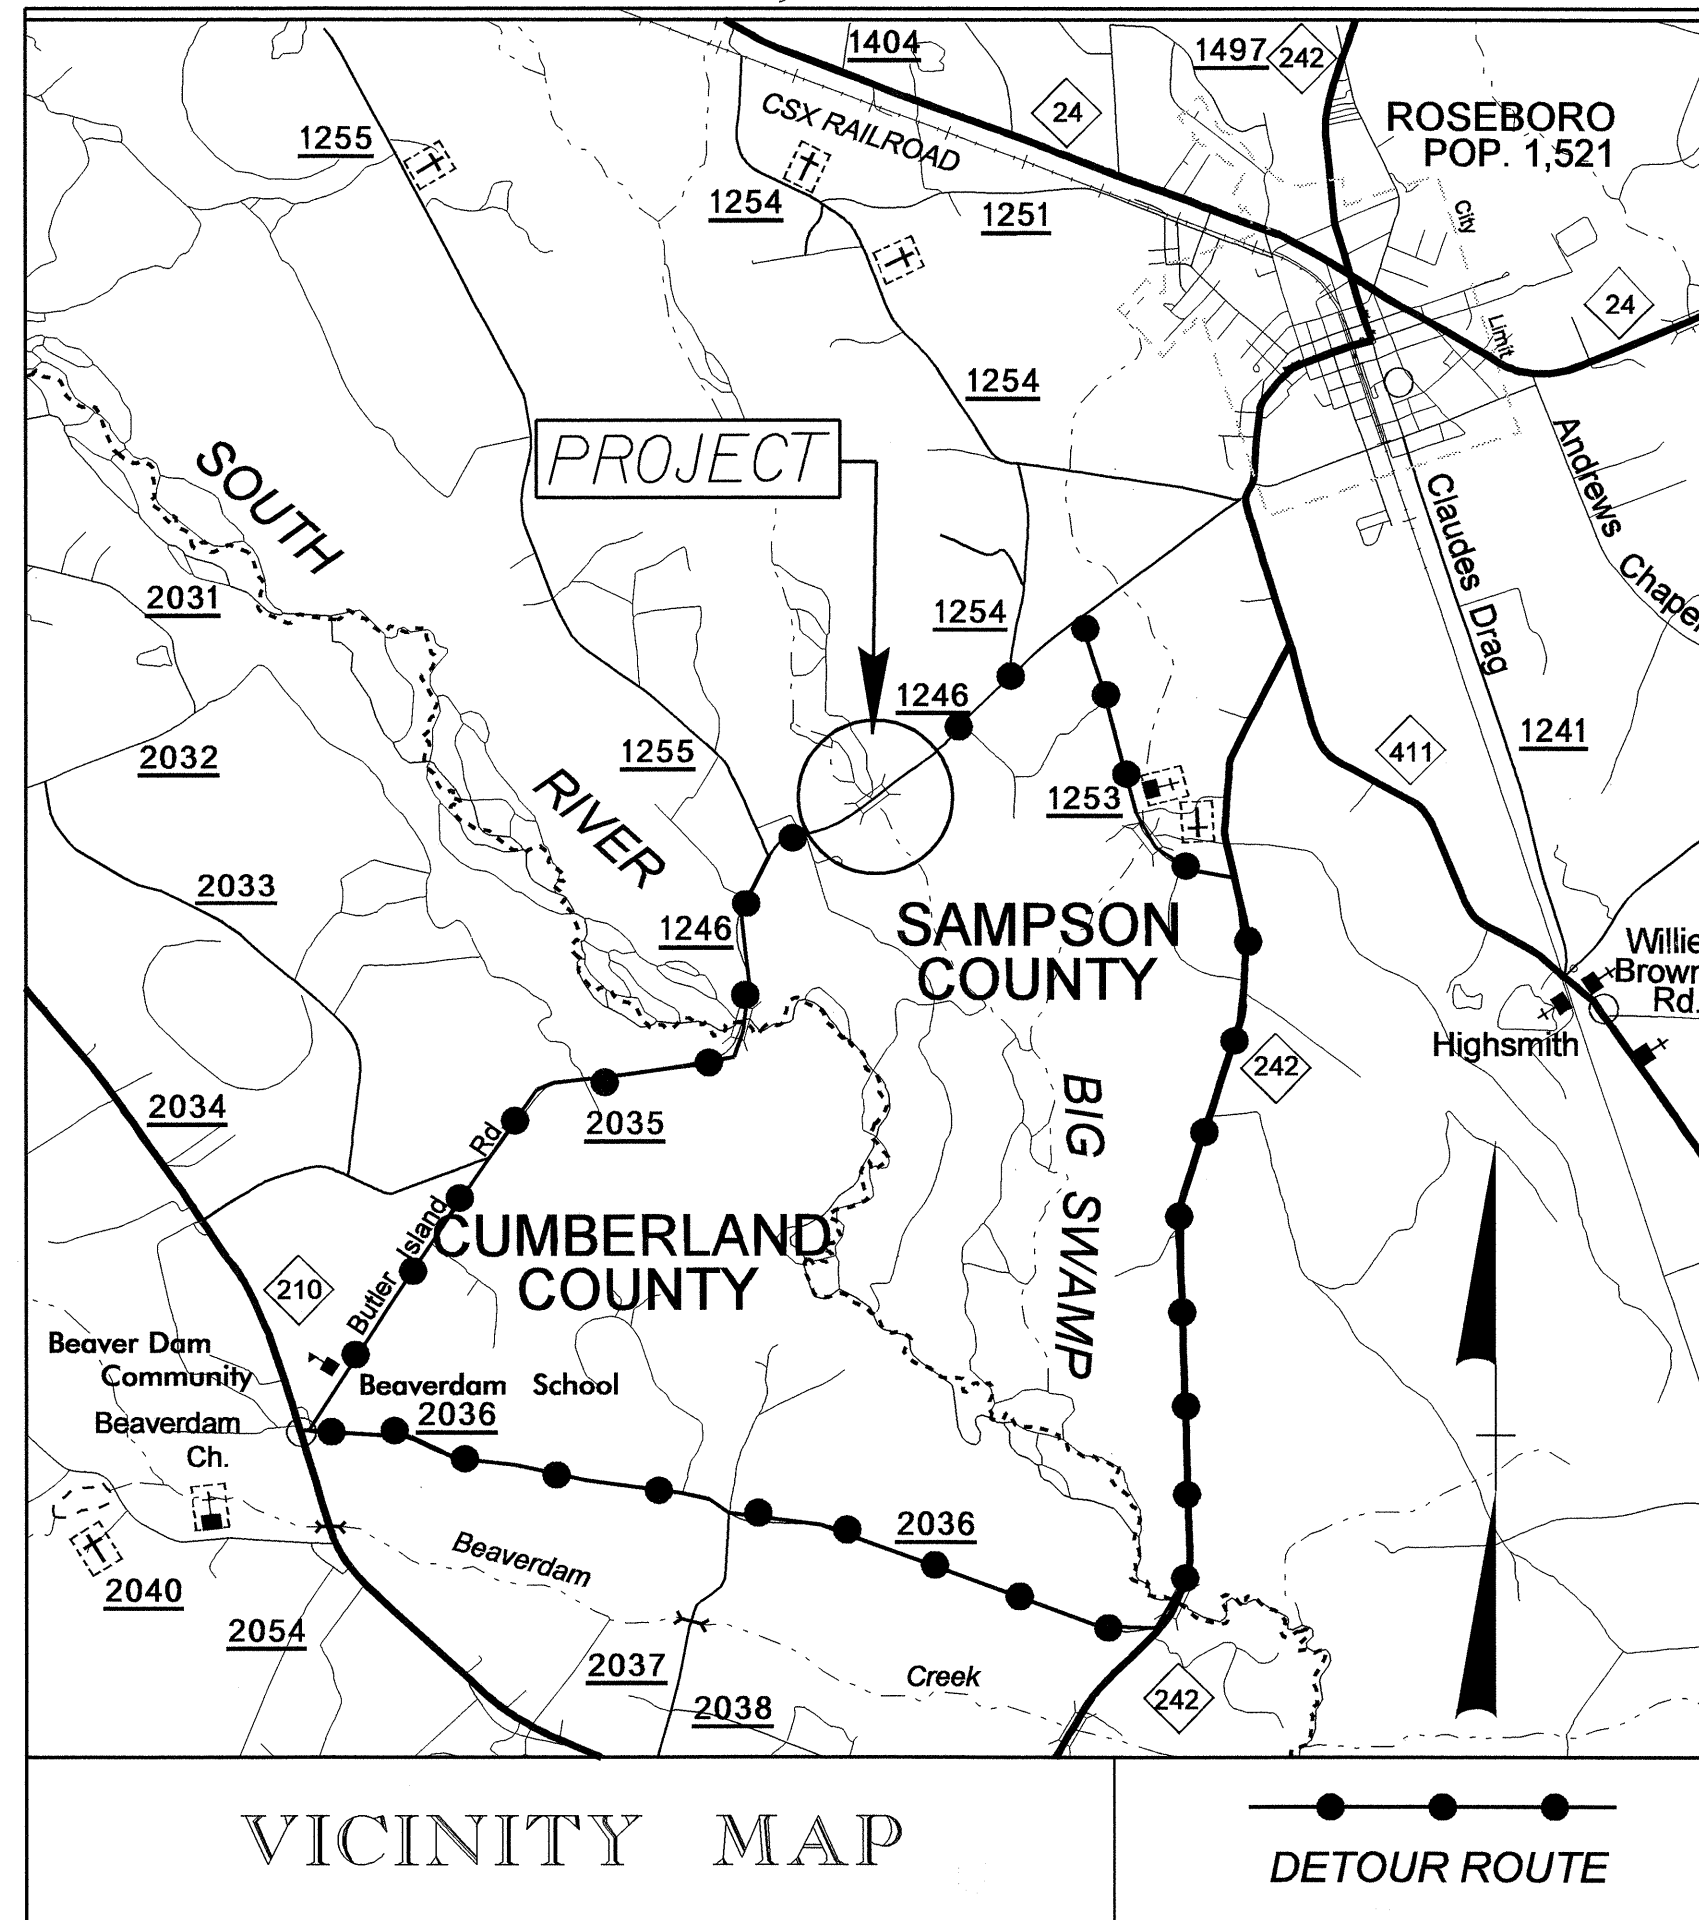 1404
1497
242
24
ROSEBORO
POP. 1,521
CSX RAILROAD
1255
1254
1251
City
Limit
24
1254
PROJECT
SOUTH
Andrews Chapel
Claudes Drag
2031
1254
1246
2032
1255
RIVER
1253
411
1241
2033
1246
SAMPSON
COUNTY
Willie
Brown
Rd.
Highsmith
2034
2035
242
BIG SWAMP
Butler Island Rd.
CUMBERLAND
COUNTY
210
Beaver Dam
Community
Beaverdam School
2036
Beaverdam
Ch.
2036
Beaverdam
Creek
2040
2054
2037
2038
242
VICINITY MAP
DETOUR ROUTE